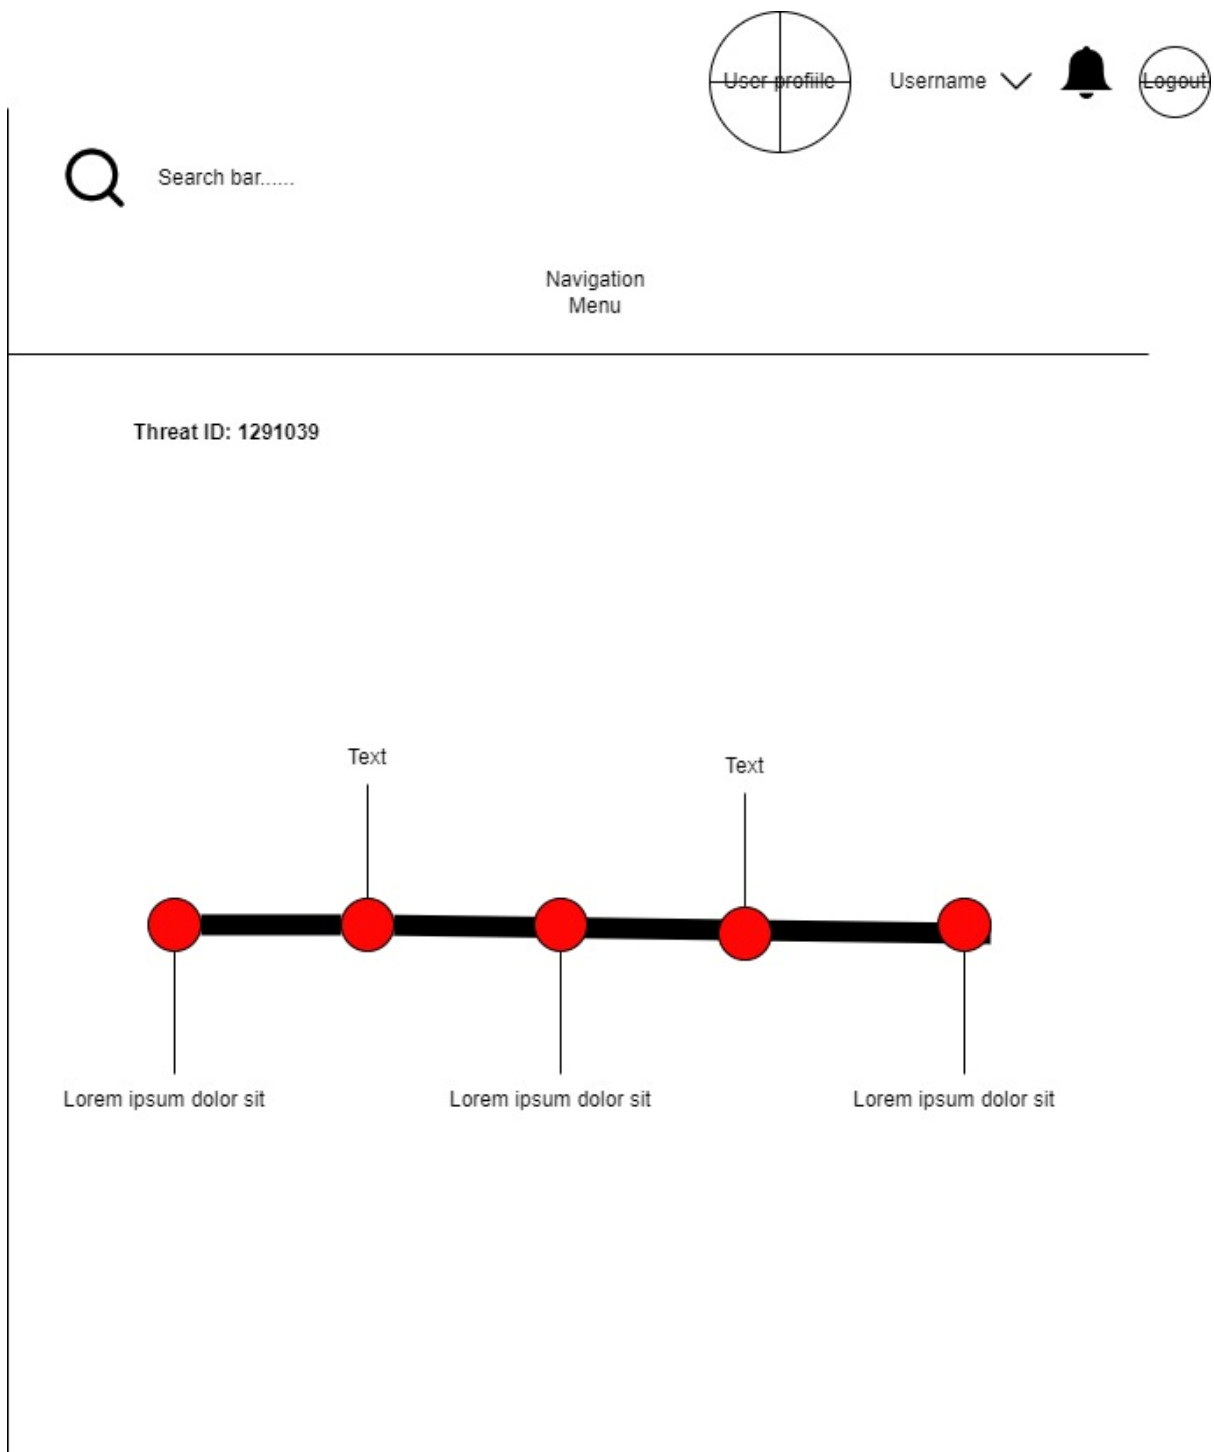 User profiile
Username
Logout
Search bar......
Navigation
Menu
Threat ID: 1291039
Text
Text
Lorem ipsum dolor sit
Lorem ipsum dolor sit
Lorem ipsum dolor sit